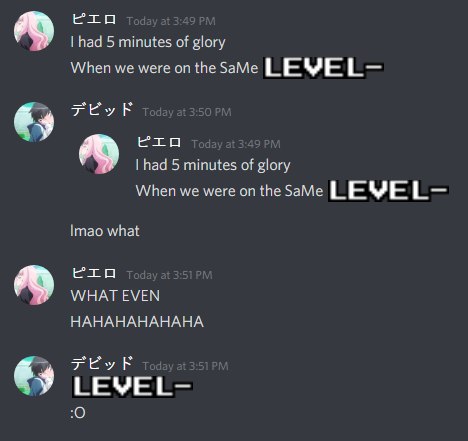 ピエロ Today at 3:49 PM
I had 5 minutes of glory
When we were on the SaMe LEVEL-
デビッド Today at 3:50 PM
ピエロ Today at 3:49 PM
I had 5 minutes of glory
When we were on the SaMe LEVEL-
lmao what
ピエロ Today at 3:51 PM
WHAT EVEN
HAHAHAHAHAHA
デビッド Today at 3:51 PM
LEVEL-
:O